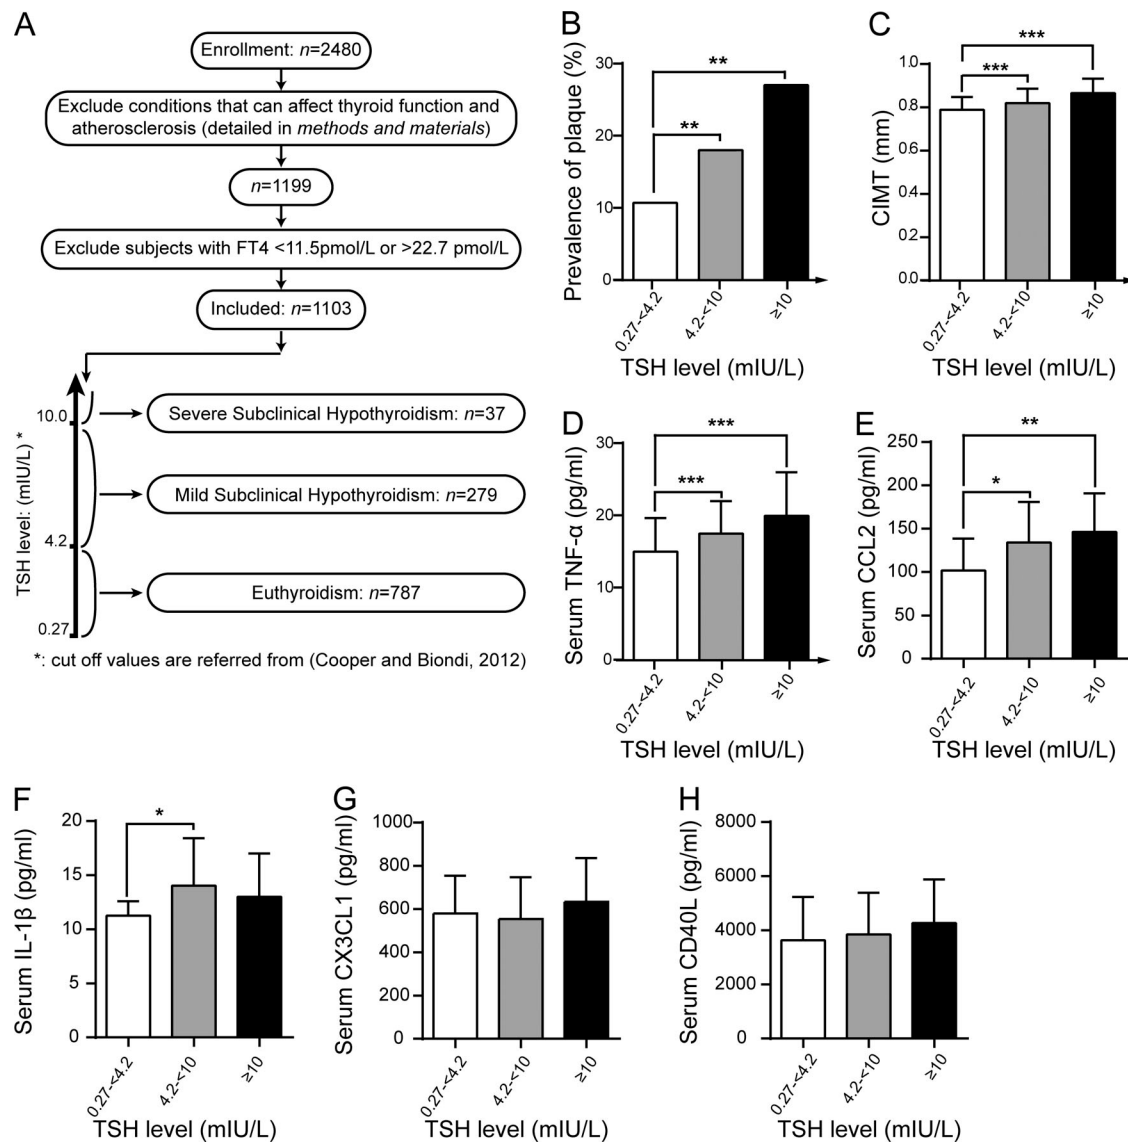 A
Enrollment: n=2480
Exclude conditions that can affect thyroid function and
atherosclerosis (detailed in methods and materials)
n=1199
Exclude subjects with FT4 <11.5pmol/L or >22.7 pmol/L
Included: n=1103
TSH level: (mIU/L) *
10.0
4.2
0.27
Severe Subclinical Hypothyroidism: n=37
Mild Subclinical Hypothyroidism: n=279
Euthyroidism: n=787
*: cut off values are referred from (Cooper and Biondi, 2012)
B
Prevalence of plaque (%)
30
20
10
0
**
**
0.27-<4.2
4.2-<10
≥10
TSH level (mIU/L)
C
CIMT (mm)
1.0
0.8
0.6
0.4
0.2
0.0
***
***
0.27-<4.2
4.2-<10
≥10
TSH level (mIU/L)
D
Serum TNF-α (pg/ml)
30
20
10
0
***
***
0.27-<4.2
4.2-<10
≥10
TSH level (mIU/L)
E
Serum CCL2 (pg/ml)
250
200
150
100
50
0
**
*
0.27-<4.2
4.2-<10
≥10
TSH level (mIU/L)
F
Serum IL-1β (pg/ml)
20
15
10
5
0
*
0.27-<4.2
4.2-<10
≥10
TSH level (mIU/L)
G
Serum CX3CL1 (pg/ml)
1000
800
600
400
200
0
0.27-<4.2
4.2-<10
≥10
TSH level (mIU/L)
H
Serum CD40L (pg/ml)
8000
6000
4000
2000
0
0.27-<4.2
4.2-<10
≥10
TSH level (mIU/L)